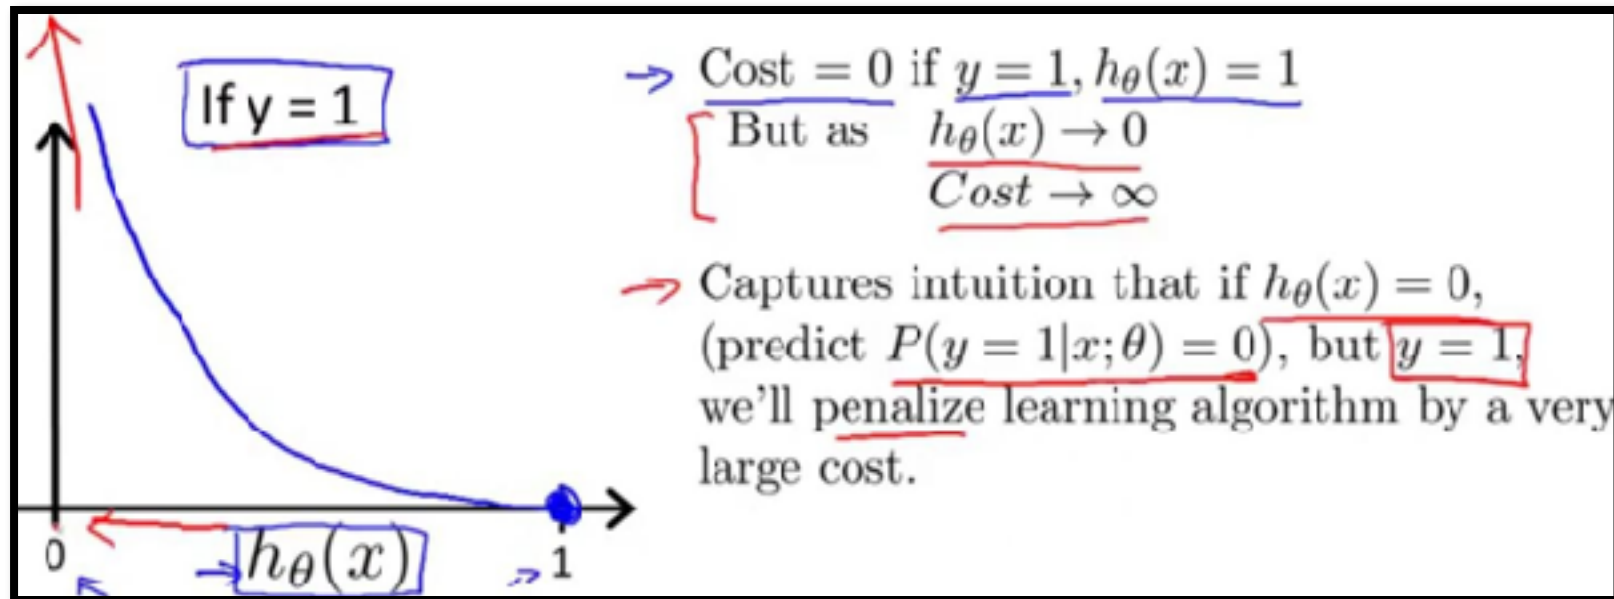 If y = 1
→ Cost = 0 if y = 1, hθ(x) = 1
But as hθ(x) → 0
Cost → ∞
→ Captures intuition that if hθ(x) = 0,
(predict P(y = 1|x; θ) = 0), but y = 1,
we'll penalize learning algorithm by a very
large cost.
0 → hθ(x) → 1